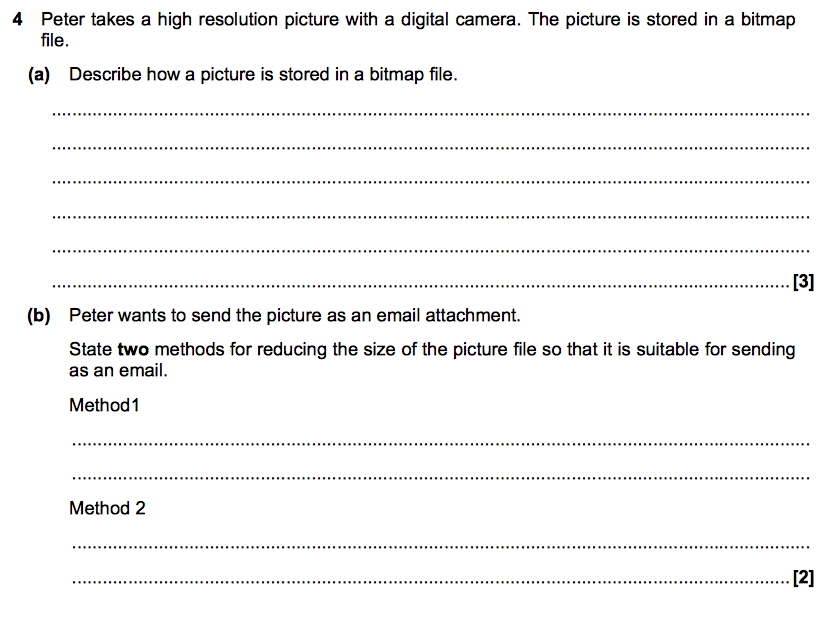 4 Peter takes a high resolution picture with a digital camera. The picture is stored in a bitmap
file.
(a) Describe how a picture is stored in a bitmap file.
[3]
(b) Peter wants to send the picture as an email attachment.
State two methods for reducing the size of the picture file so that it is suitable for sending
as an email.
Method1
Method 2
[2]